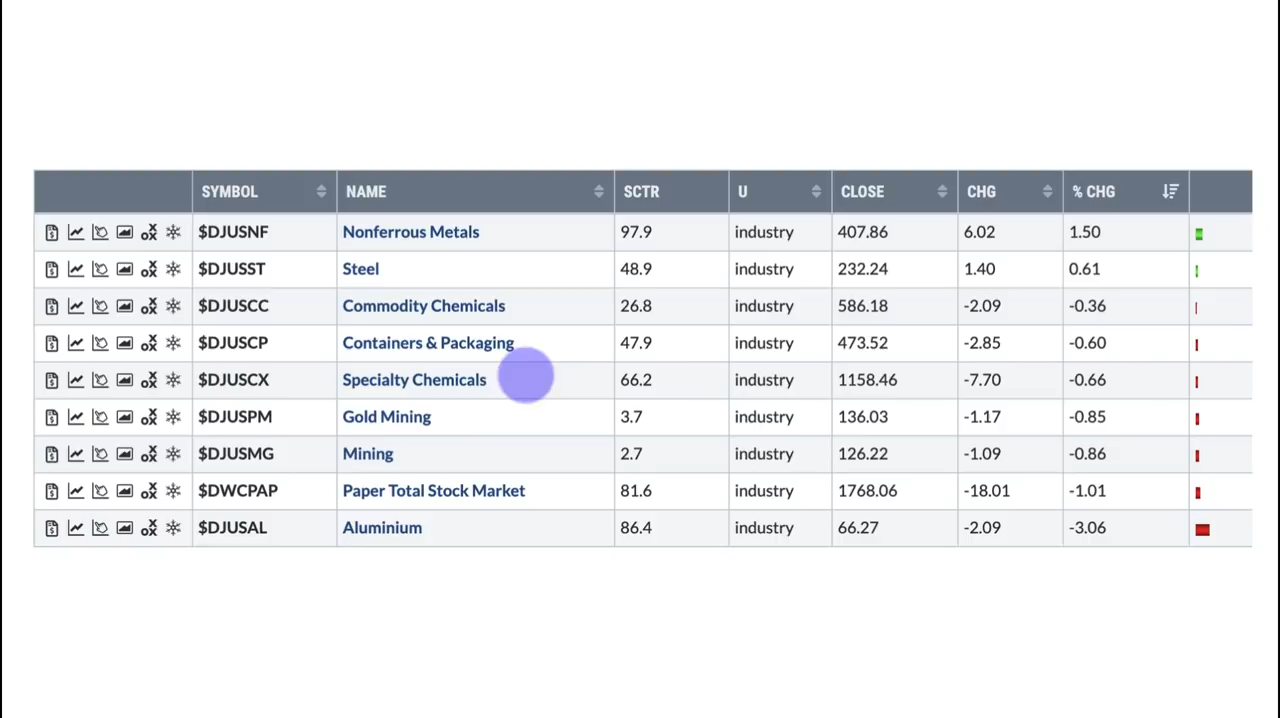 SYMBOL NAME SCTR U CLOSE CHG % CHG
$DJUSNF Nonferrous Metals 97.9 industry 407.86 6.02 1.50
$DJUSST Steel 48.9 industry 232.24 1.40 0.61
$DJUSCC Commodity Chemicals 26.8 industry 586.18 -2.09 -0.36
$DJUSCP Containers & Packaging 47.9 industry 473.52 -2.85 -0.60
$DJUSCX Specialty Chemicals 66.2 industry 1158.46 -7.70 -0.66
$DJUSPM Gold Mining 3.7 industry 136.03 -1.17 -0.85
$DJUSMG Mining 2.7 industry 126.22 -1.09 -0.86
$DWCPAP Paper Total Stock Market 81.6 industry 1768.06 -18.01 -1.01
$DJUSAL Aluminium 86.4 industry 66.27 -2.09 -3.06